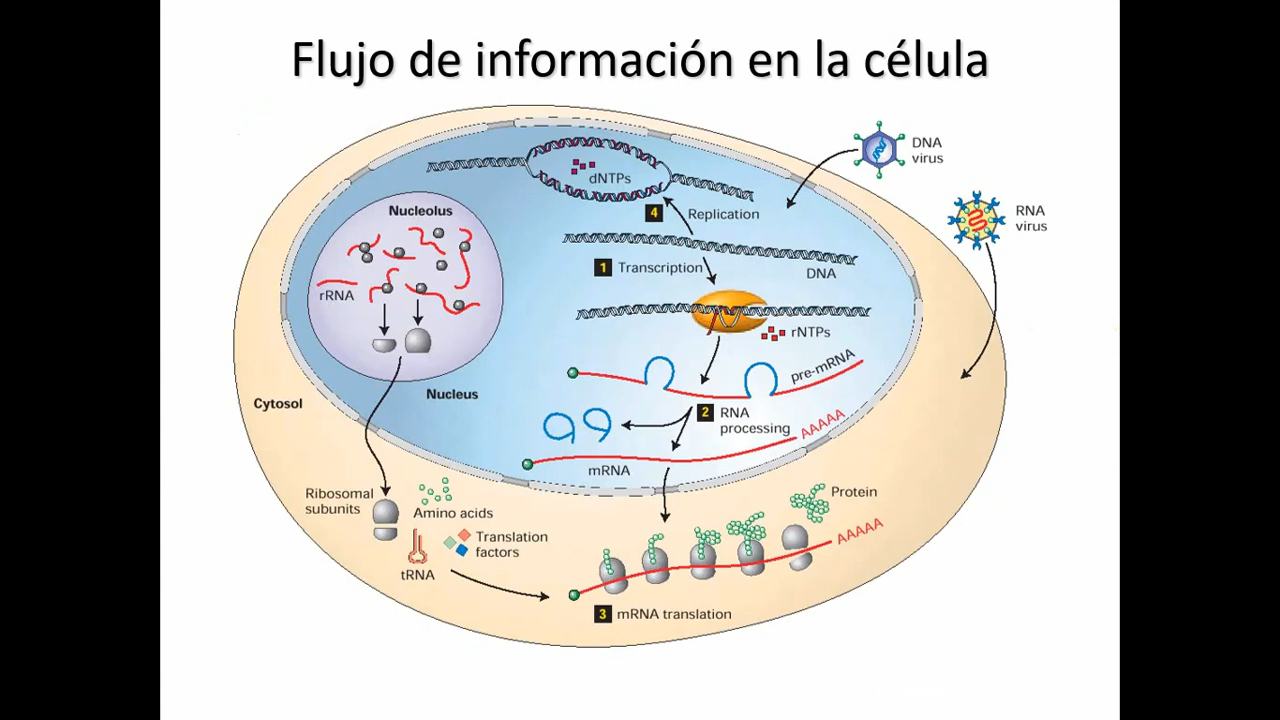 Flujo de información en la célula
DNA
virus
dNTPs
RNA
virus
Nucleolus
4 Replication
1 Transcription
DNA
rRNA
rNTPs
pre-mRNA
Nucleus
Cytosol
2 RNA
processing
AAAAA
mRNA
Ribosomal
subunits
Amino acids
Protein
Translation
factors
AAAAA
tRNA
3 mRNA translation